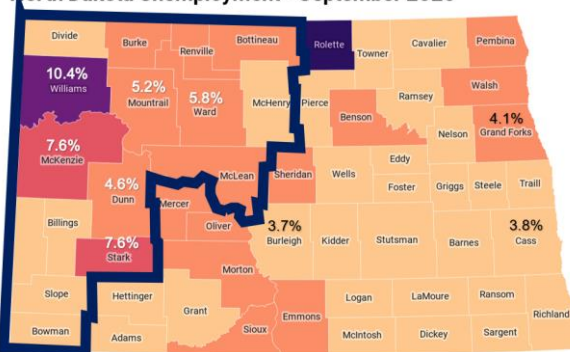 Divide
Burke
Renville
Bottineau
Rolette
Towner
Cavalier
Pembina
10.4%
Williams
5.2%
Mountrail
5.8%
Ward
McHenry
Pierce
Benson
Ramsey
Walsh
Nelson
4.1%
Grand Forks
7.6%
McKenzie
4.6%
Dunn
McLean
Sheridan
Wells
Eddy
Foster
Griggs
Steele
Traill
Mercer
Oliver
Billings
7.6%
Stark
3.7%
Burleigh
Kidder
Stutsman
Barnes
3.8%
Cass
Morton
Slope
Hettinger
Grant
Bowman
Adams
Sioux
Emmons
Logan
LaMoure
Ransom
Richland
McIntosh
Dickey
Sargent